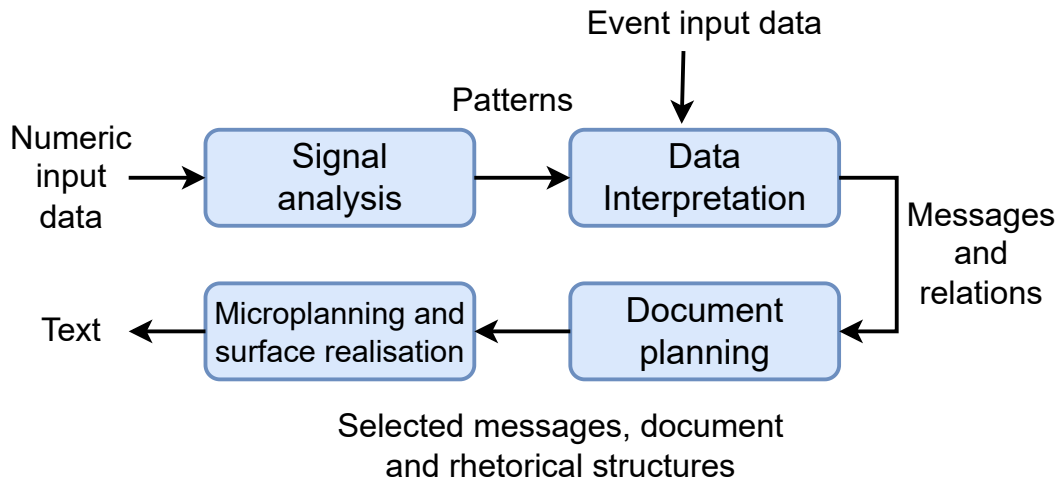 Event input data
Patterns
Numeric
input
data
Signal
analysis
Data
Interpretation
Messages
and
relations
Document
planning
Microplanning and
surface realisation
Text
Selected messages, document
and rhetorical structures